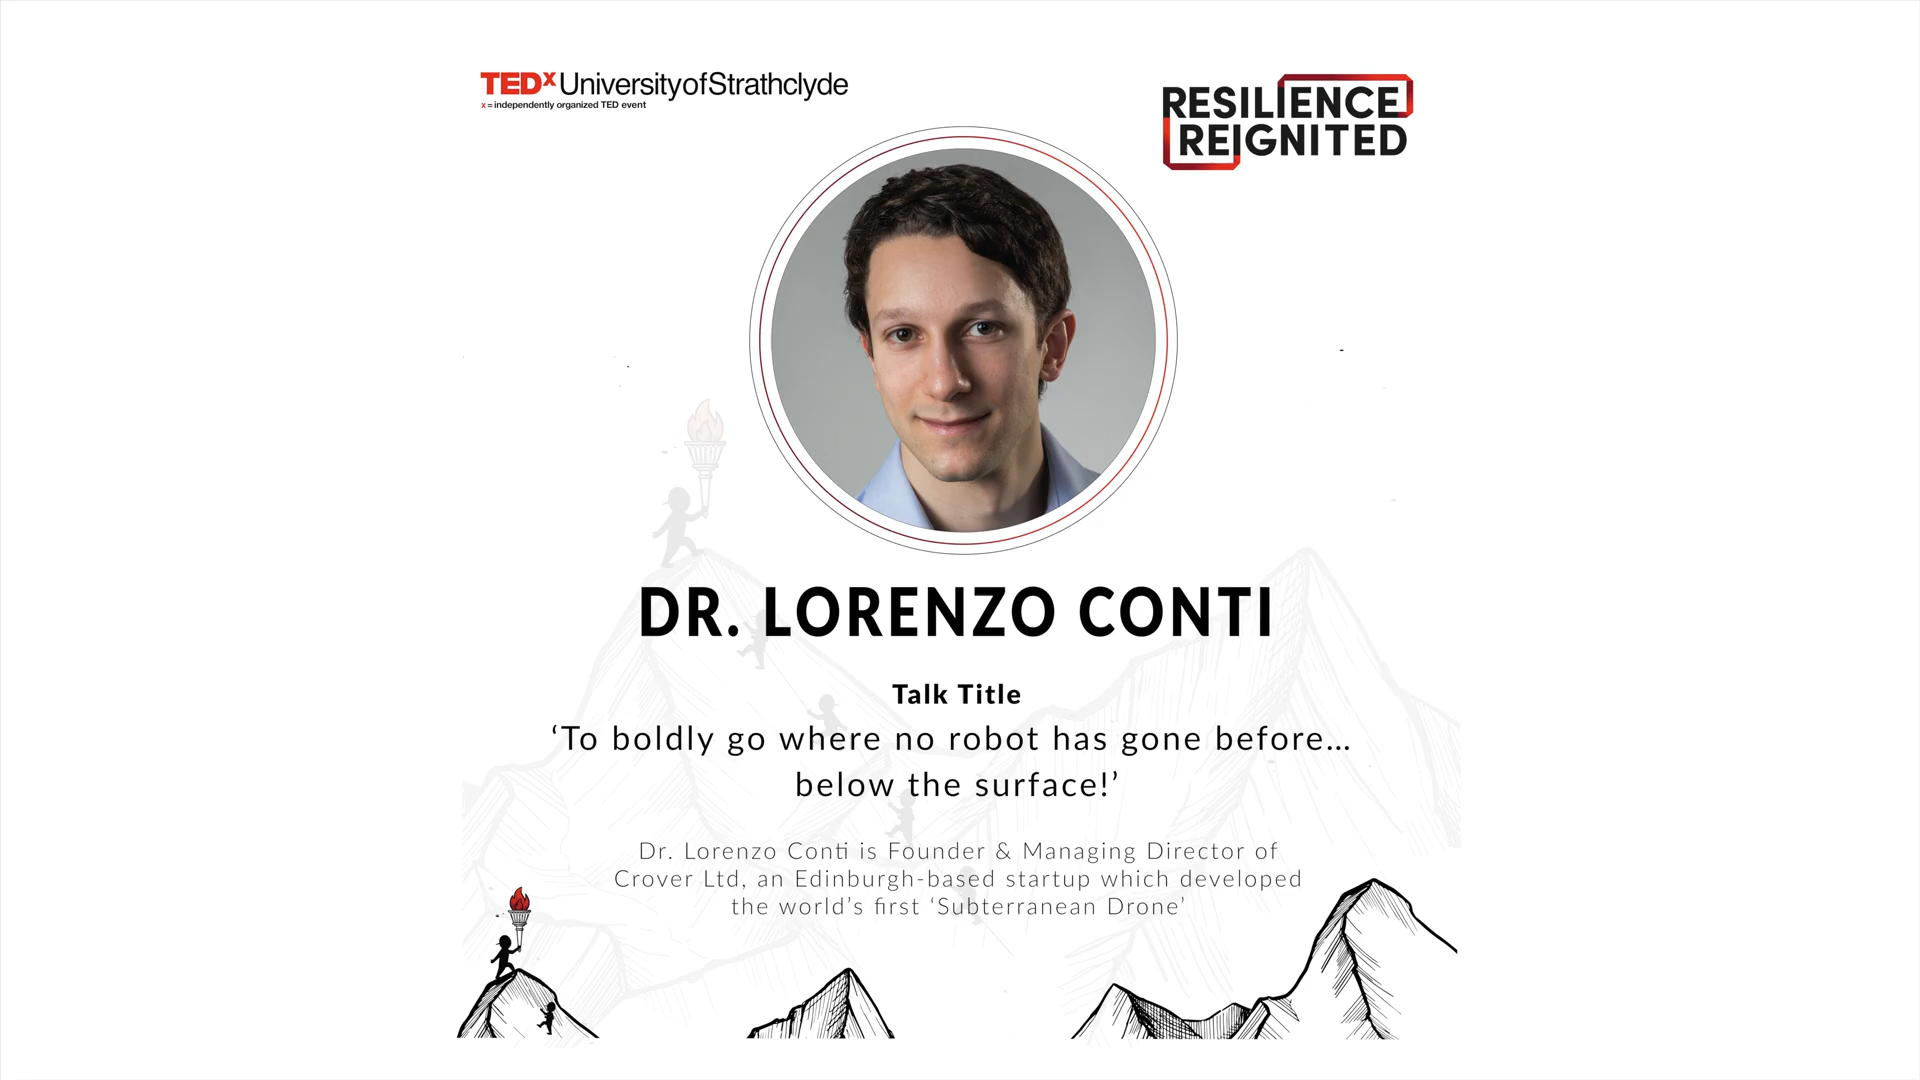 TEDxUniversityofStrathclyde
x = independently organized TED event
RESILIENCE
REIGNITED
DR. LORENZO CONTI
Talk Title
‘To boldly go where no robot has gone before...
below the surface!’
Dr. Lorenzo Conti is Founder & Managing Director of
Crover Ltd, an Edinburgh-based startup which developed
the world’s first ‘Subterranean Drone’